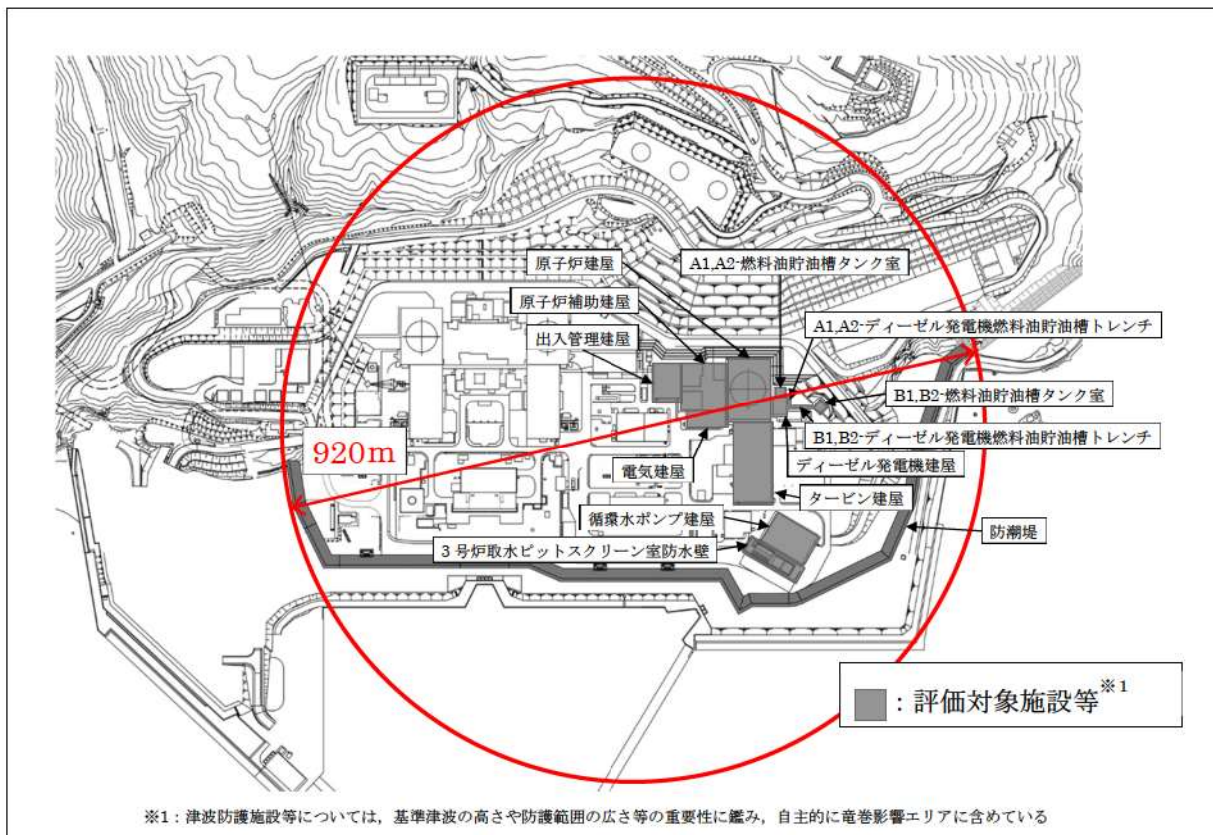 原子炉建屋
A1,A2-燃料油貯油槽タンク室
原子炉補助建屋
A1,A2-ディーゼル発電機燃料油貯油槽トレンチ
出入管理建屋
B1,B2-燃料油貯油槽タンク室
B1,B2-ディーゼル発電機燃料油貯油槽トレンチ
920m
電気建屋
ディーゼル発電機建屋
タービン建屋
循環水ポンプ建屋
防潮堤
3号炉取水ピットスクリーン室防水壁
：評価対象施設等※1
※1：津波防護施設等については，基準津波の高さや防護範囲の広さ等の重要性に鑑み，自主的に竜巻影響エリアに含めている